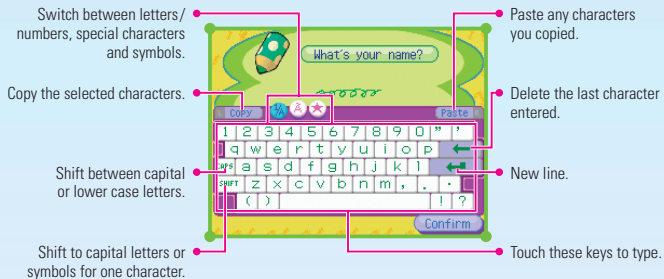 Switch between letters/
numbers, special characters
and symbols.
Copy the selected characters.
Shift between capital
or lower case letters.
Shift to capital letters or
symbols for one character.
What's your name?
Copy
Paste
1 2 3 4 5 6 7 8 9 0 " '
q w e r t y u i o p ←
CAPS a s d f g h j k l
SHIFT z x c v b n m , . ·
( ) ! ?
Confirm
Paste any characters
you copied.
Delete the last character
entered.
New line.
Touch these keys to type.